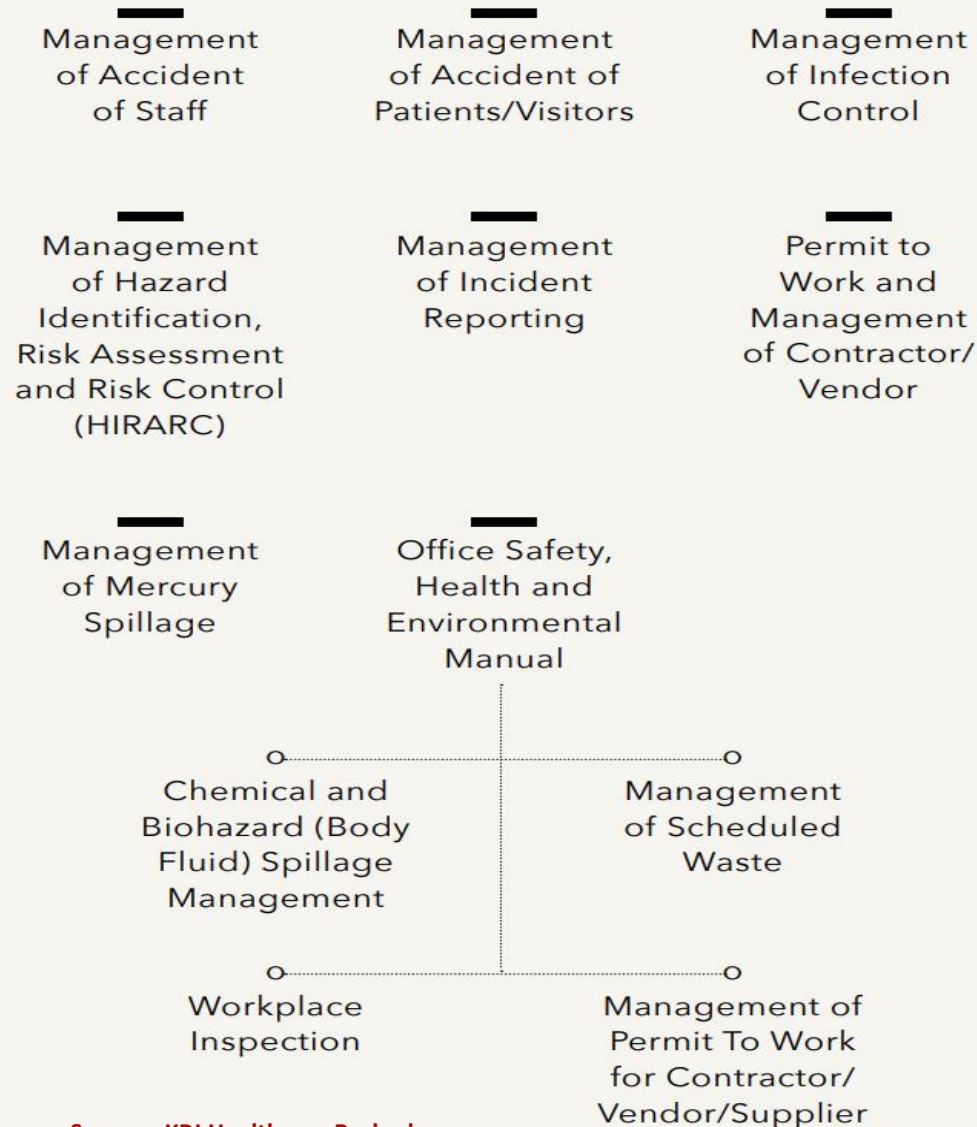 Management
of Accident
of Staff
Management
of Accident of
Patients/Visitors
Management
of Infection
Control
Management
of Hazard
Identification,
Risk Assessment
and Risk Control
(HIRARC)
Management
of Incident
Reporting
Permit to
Work and
Management
of Contractor/
Vendor
Management
of Mercury
Spillage
Office Safety,
Health and
Environmental
Manual
Chemical and
Biohazard (Body
Fluid) Spillage
Management
Management
of Scheduled
Waste
Workplace
Inspection
Management of
Permit To Work
for Contractor/
Vendor/Supplier